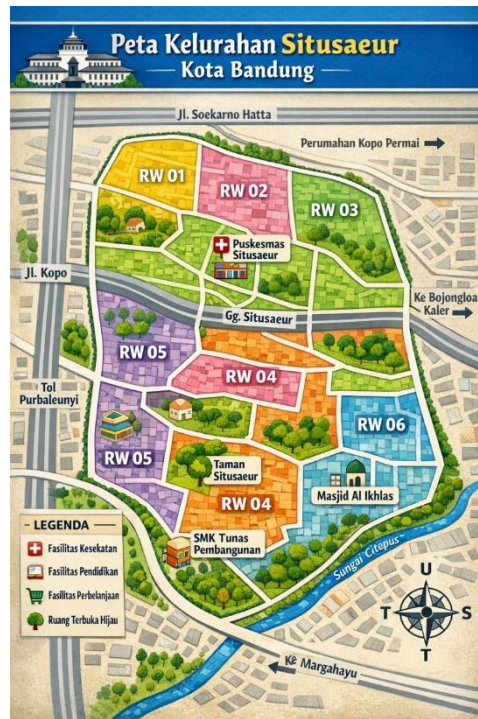 Peta Kelurahan Situsaeur
Kota Bandung
Jl. Soekarno Hatta
Perumahan Kopo Permai
RW 01
RW 02
RW 03
Puskesmas
Situsaeur
Jl. Kopo
Ke Bojongloa
Kaler
Gg. Situsaeur
RW 05
RW 04
Tol
Purbaleunyi
RW 06
RW 05
Taman
Situsaeur
RW 04
Masjid Al Ikhlas
SMK Tunas
Pembangunan
LEGENDA
Fasilitas Kesekatan
Fasilitas Pendidikan
Fasilitas Perbelanjaan
Ruang Terbuka Hijau
Sungai Citepus
U
T
S
T
Ke Margahayu